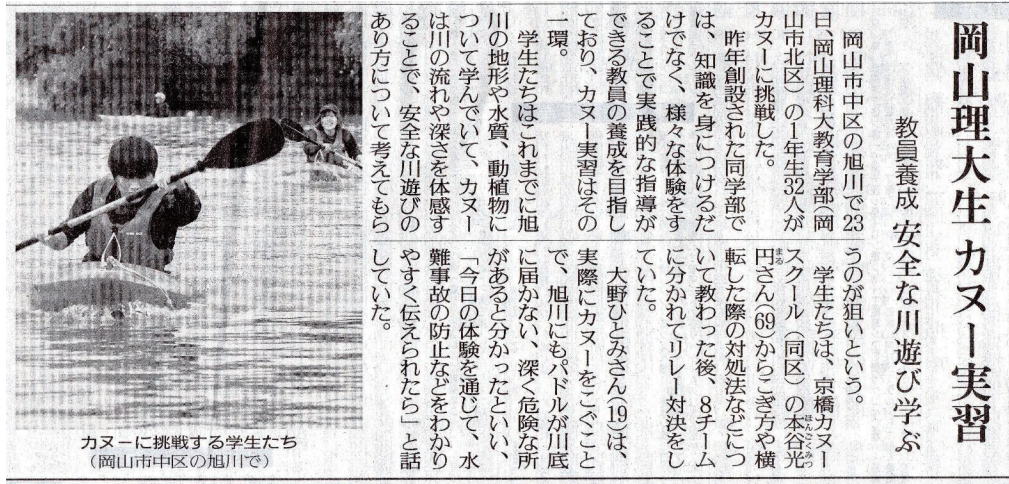 岡山理大生 カヌー実習
教員養成 安全な川遊び学ぶ
岡山市中区の旭川で23
日、岡山理科大教育学部(岡
山市北区)の1年生32人が
カヌーに挑戦した。
昨年創設された同学部で
は、知識を身につけるだ
けでなく、様々な体験をす
ることで実践的な指導が
できる教員の養成を目指し
ており、カヌー実習はその
一環。
学生たちはこれまでに旭
川の地形や水質、動植物に
ついて学んでいて、カヌー
は川の流れや深さを体感す
ることで、安全な川遊びの
あり方について考えてもら
うのが狙いという。
学生たちは、京橋カヌー
スクール(同区)の本谷光
ほんごくみつ
円さん(69)からこぎ方や横
まる
転した際の対処法などにつ
いて教わった後、8チーム
に分かれてリレー対決をし
ていた。
大野ひとみさん(19)は、
実際にカヌーをこぐこと
で、旭川にもパドルが川底
に届かない、深く危険な所
があると分かったといい、
「今日の体験を通じて、水
難事故の防止などをわかり
やすく伝えられたら」と話
していた。
カヌーに挑戦する学生たち
(岡山市中区の旭川で)